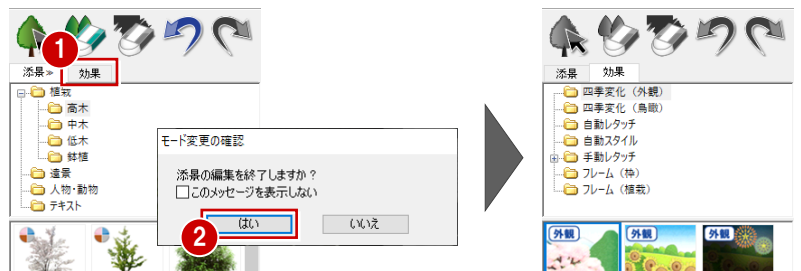 1
添景»
効果
植栽
高木
中木
低木
鉢植
遠景
人物・動物
テキスト
モード変更の確認
添景の編集を終了しますか？
このメッセージを表示しない
2
はい
いいえ
添景
効果
四季変化（外観）
四季変化（鳥瞰）
自動レタッチ
自動スタイル
手動レタッチ
フレーム（枠）
フレーム（植栽）
外観
外観
外観